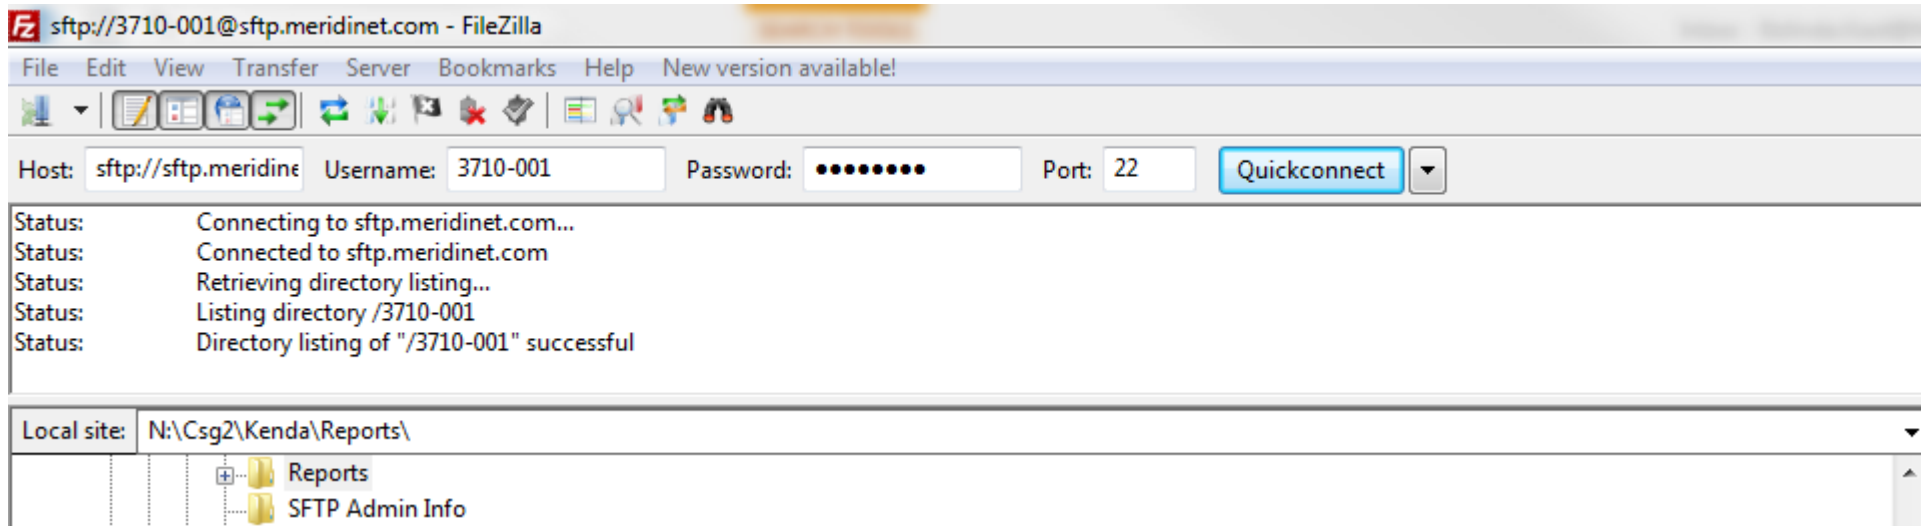 sftp://3710-001@sftp.meridinet.com - FileZilla
File Edit View Transfer Server Bookmarks Help New version available!
Host: sftp://sftp.meridine Username: 3710-001 Password: ●●●●●●●● Port: 22 Quickconnect
Status: Connecting to sftp.meridinet.com...
Status: Connected to sftp.meridinet.com
Status: Retrieving directory listing...
Status: Listing directory /3710-001
Status: Directory listing of "/3710-001" successful
Local site: N:\Csg2\Kenda\Reports\
Reports
SFTP Admin Info